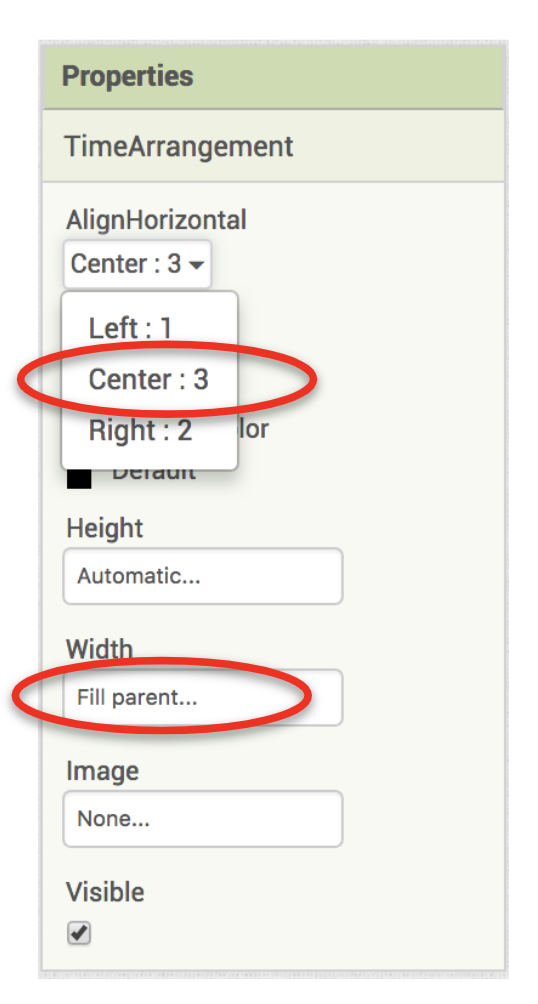 Properties
TimeArrangement
AlignHorizontal
Center : 3
Left : 1
Center : 3
Right : 2
lor
Default
Height
Automatic...
Width
Fill parent...
Image
None...
Visible